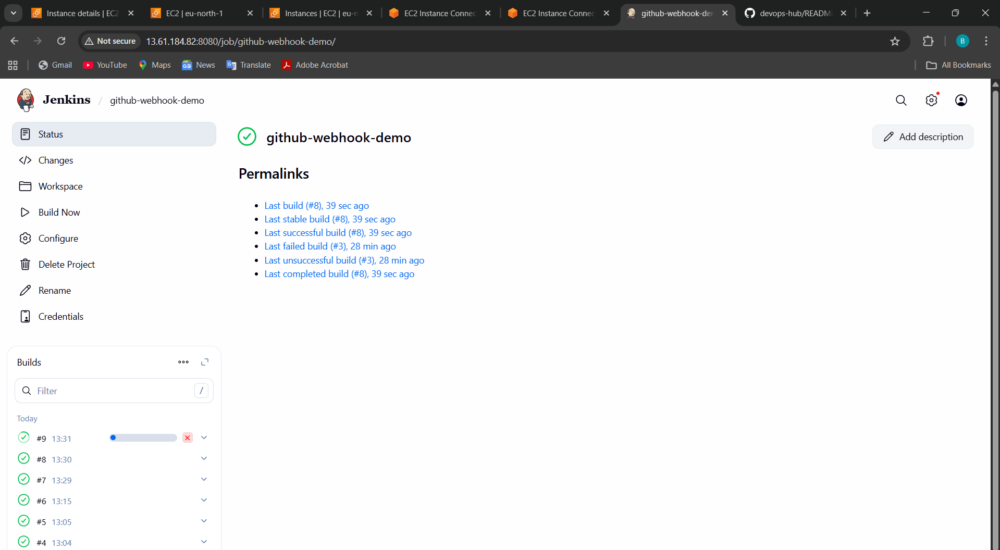 Instance details | EC2
EC2 | eu-north-1
Instances | EC2 | eu-n
EC2 Instance Connec
EC2 Instance Connec
github-webhook-den
devops-hub/READM
Not secure
13.61.184.82:8080/job/github-webhook-demo/
B
Gmail
YouTube
Maps
News
Translate
Adobe Acrobat
All Bookmarks
Jenkins / github-webhook-demo
Status
Changes
Workspace
Build Now
Configure
Delete Project
Rename
Credentials
github-webhook-demo
Add description
Permalinks
Last build (#8), 39 sec ago
Last stable build (#8), 39 sec ago
Last successful build (#8), 39 sec ago
Last failed build (#3), 28 min ago
Last unsuccessful build (#3), 28 min ago
Last completed build (#8), 39 sec ago
Builds
Filter
/
Today
#9 13:31
#8 13:30
#7 13:29
#6 13:15
#5 13:05
#4 13:04